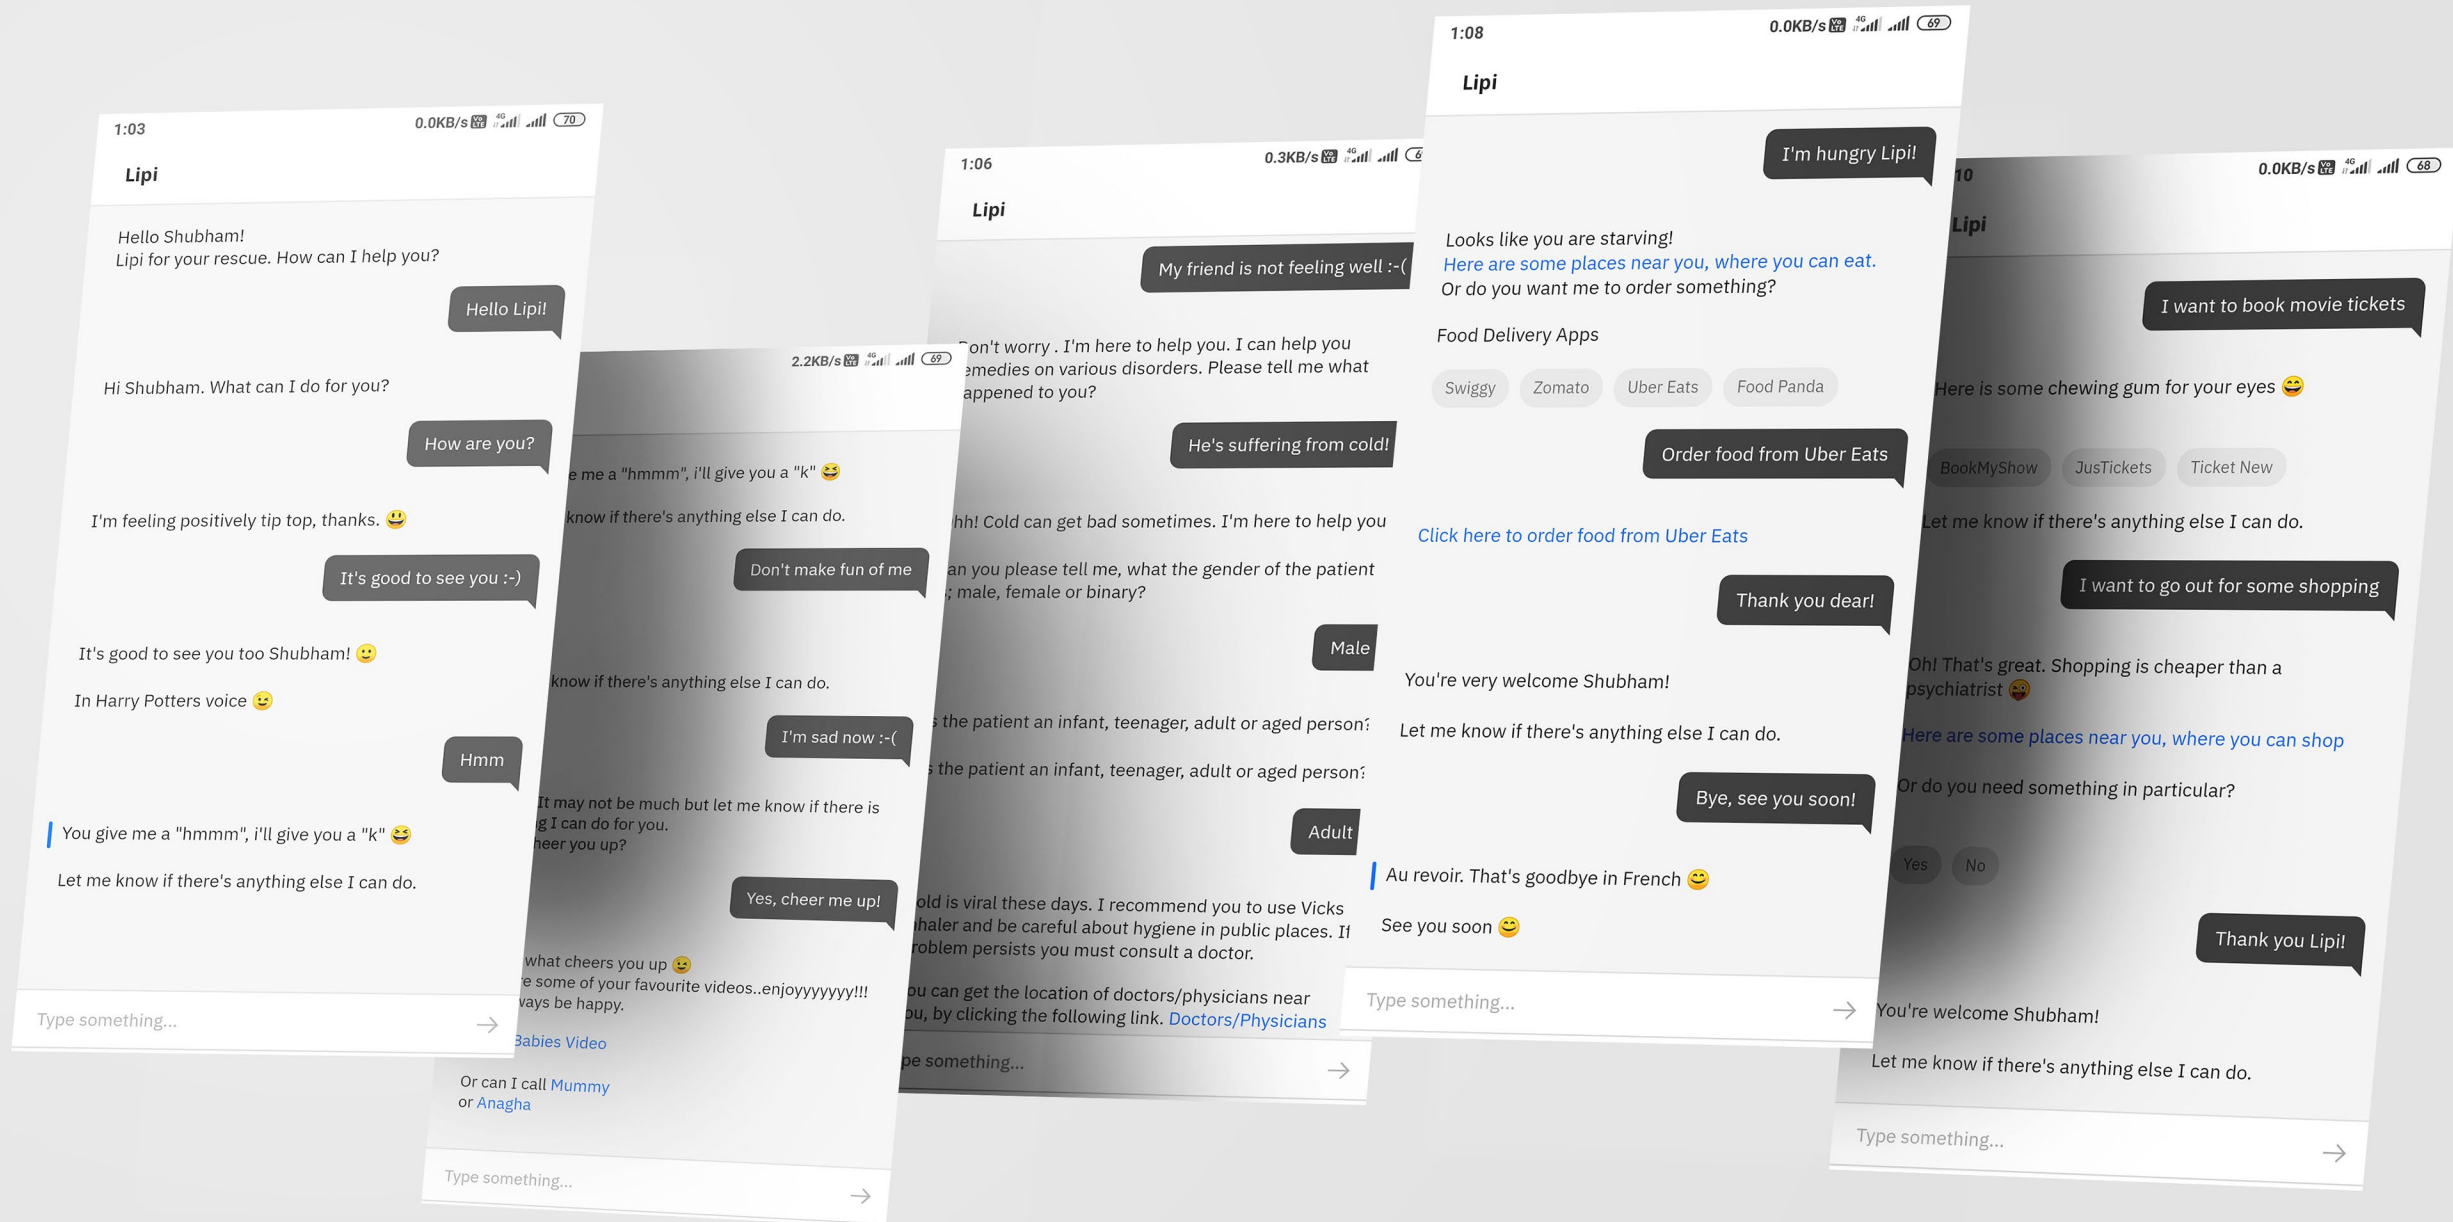 1:03
0.0KB/s Vo LTE 4G 70
Lipi
Hello Shubham!
Lipi for your rescue. How can I help you?
Hello Lipi!
Hi Shubham. What can I do for you?
How are you?
I'm feeling positively tip top, thanks. 😃
It's good to see you :-)
It's good to see you too Shubham! 🙂
In Harry Potters voice 😉
Hmm
You give me a "hmmm", i'll give you a "k" 😆
Let me know if there's anything else I can do.
Type something...
2.2KB/s Vo LTE 4G 69
me a "hmmm", i'll give you a "k" 😆
know if there's anything else I can do.
Don't make fun of me
know if there's anything else I can do.
I'm sad now :-(
It may not be much but let me know if there is
I can do for you.
you up?
Yes, cheer me up!
what cheers you up 😉
some of your favourite videos..enjoyyyyyyy!!!
be happy.
Babies Video
Or can I call Mummy
or Anagha
Type something...
1:06
0.3KB/s Vo LTE 4G
Lipi
My friend is not feeling well :-(
Don't worry . I'm here to help you. I can help you
emedies on various disorders. Please tell me what
appened to you?
He's suffering from cold!
hh! Cold can get bad sometimes. I'm here to help you
an you please tell me, what the gender of the patient
; male, female or binary?
Male
s the patient an infant, teenager, adult or aged person?
s the patient an infant, teenager, adult or aged person?
Adult
old is viral these days. I recommend you to use Vicks
nhaler and be careful about hygiene in public places. If
roblem persists you must consult a doctor.
ou can get the location of doctors/physicians near
ou, by clicking the following link. Doctors/Physicians
pe something...
1:08
0.0KB/s Vo LTE 4G 69
Lipi
I'm hungry Lipi!
Looks like you are starving!
Here are some places near you, where you can eat.
Or do you want me to order something?
Food Delivery Apps
Swiggy Zomato Uber Eats Food Panda
Order food from Uber Eats
Click here to order food from Uber Eats
Thank you dear!
You're very welcome Shubham!
Let me know if there's anything else I can do.
Bye, see you soon!
Au revoir. That's goodbye in French 😊
See you soon 😊
Type something...
10
0.0KB/s Vo LTE 4G 68
Lipi
I want to book movie tickets
Here is some chewing gum for your eyes 😄
BookMyShow JusTickets Ticket New
Let me know if there's anything else I can do.
I want to go out for some shopping
Oh! That's great. Shopping is cheaper than a
psychiatrist 😜
Here are some places near you, where you can shop
Or do you need something in particular?
Yes No
Thank you Lipi!
You're welcome Shubham!
Let me know if there's anything else I can do.
Type something...